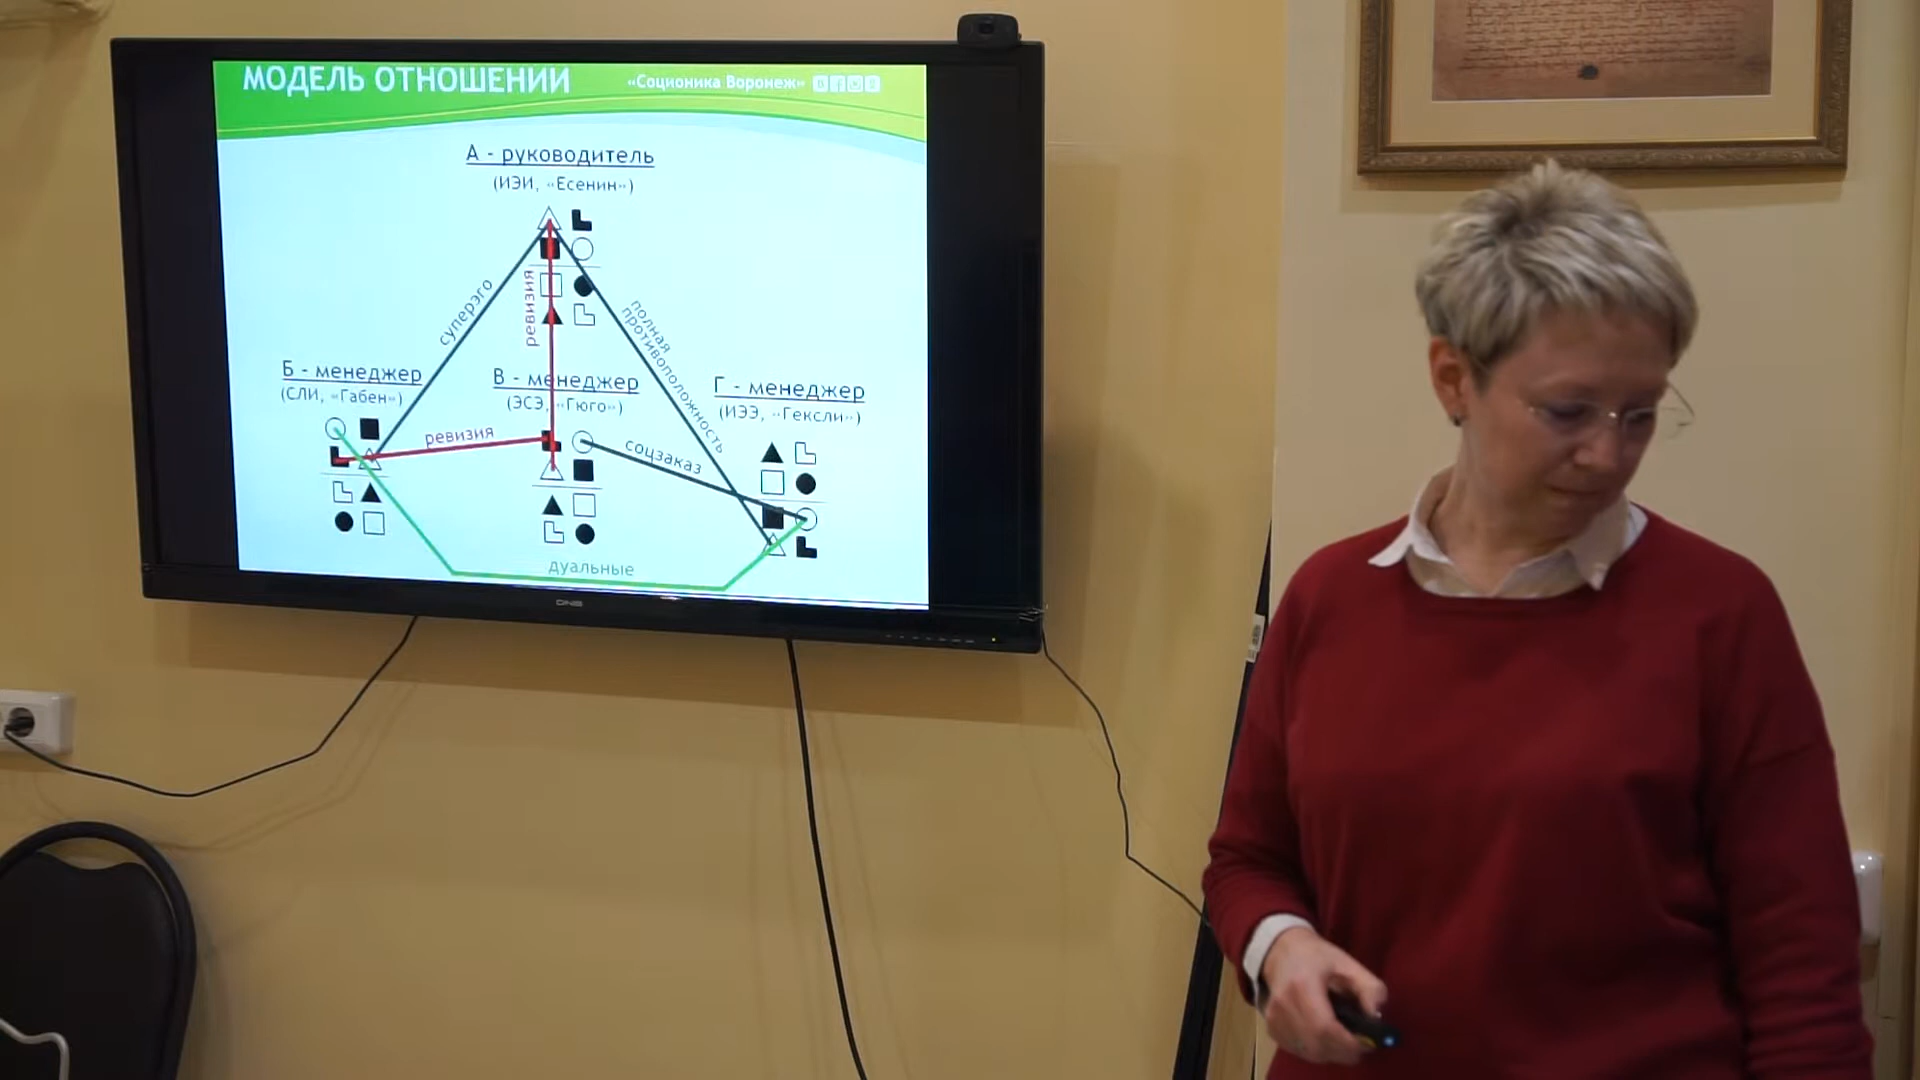 МОДЕЛЬ ОТНОШЕНИИ
«Соционика Воронеж»
А - руководитель
(ИЭИ, «Есенин»)
суперэго
ревизия
полная
противоположность
Б - менеджер
(СЛИ, «Габен»)
В - менеджер
(ЭСЭ, «Гюго»)
Г - менеджер
(ИЭЭ, «Гексли»)
ревизия
соцзаказ
дуальные